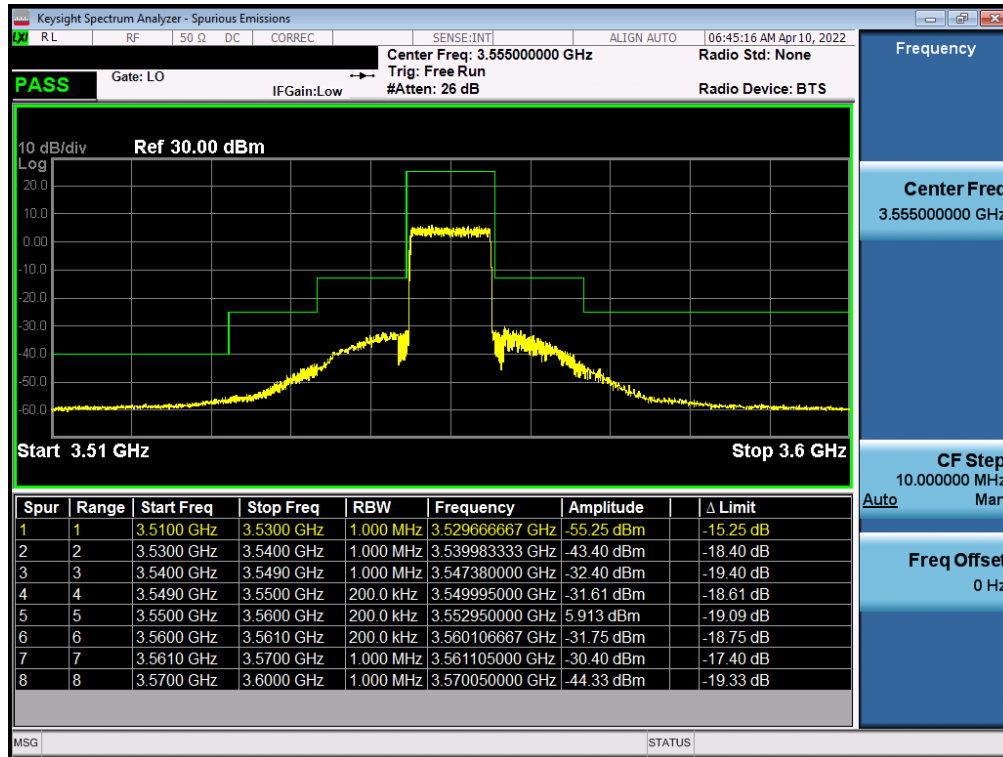 Keysight Spectrum Analyzer - Spurious Emissions
LXI RL RF 50 Ω DC CORREC SENSE:INT ALIGN AUTO 06:45:16 AM Apr 10, 2022
Center Freq: 3.555000000 GHz Radio Std: None
Gate: LO Trig: Free Run
PASS IFGain:Low #Atten: 26 dB Radio Device: BTS
Frequency
10 dB/div Ref 30.00 dBm
Log
20.0
10.0
0.00
-10.0
-20.0
-30.0
-40.0
-50.0
-60.0
Start 3.51 GHz Stop 3.6 GHz
Center Freq
3.555000000 GHz
CF Step
10.000000 MHz
Auto Man
Freq Offset
0 Hz
Spur Range Start Freq Stop Freq RBW Frequency Amplitude Δ Limit
1 1 3.5100 GHz 3.5300 GHz 1.000 MHz 3.529666667 GHz -55.25 dBm -15.25 dB
2 2 3.5300 GHz 3.5400 GHz 1.000 MHz 3.539983333 GHz -43.40 dBm -18.40 dB
3 3 3.5400 GHz 3.5490 GHz 1.000 MHz 3.547380000 GHz -32.40 dBm -19.40 dB
4 4 3.5490 GHz 3.5500 GHz 200.0 kHz 3.549995000 GHz -31.61 dBm -18.61 dB
5 5 3.5500 GHz 3.5600 GHz 200.0 kHz 3.552950000 GHz 5.913 dBm -19.09 dB
6 6 3.5600 GHz 3.5610 GHz 200.0 kHz 3.560106667 GHz -31.75 dBm -18.75 dB
7 7 3.5610 GHz 3.5700 GHz 1.000 MHz 3.561105000 GHz -30.40 dBm -17.40 dB
8 8 3.5700 GHz 3.6000 GHz 1.000 MHz 3.570050000 GHz -44.33 dBm -19.33 dB
MSG STATUS